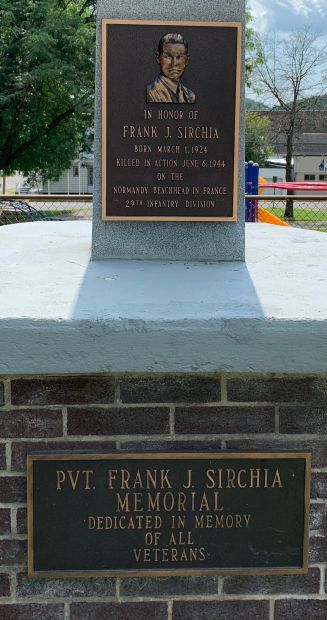 IN HONOR OF
FRANK J. SIRCHIA
BORN MARCH 1, 1924
KILLED IN ACTION JUNE 6, 1944
ON THE
NORMANDY BEACHHEAD IN FRANCE
29TH INFANTRY DIVISION
PVT. FRANK J. SIRCHIA
MEMORIAL
DEDICATED IN MEMORY
OF ALL
VETERANS